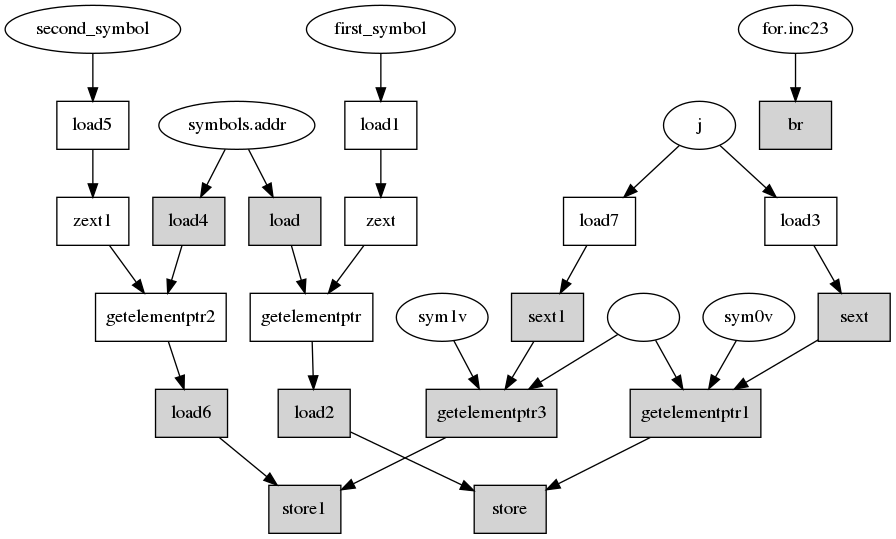 second_symbol
first_symbol
for.inc23
load5
symbols.addr
load1
j
br
zext1
load4
load
zext
load7
load3
getelementptr2
getelementptr
sym1v
sext1
sym0v
sext
load6
load2
getelementptr3
getelementptr1
store1
store